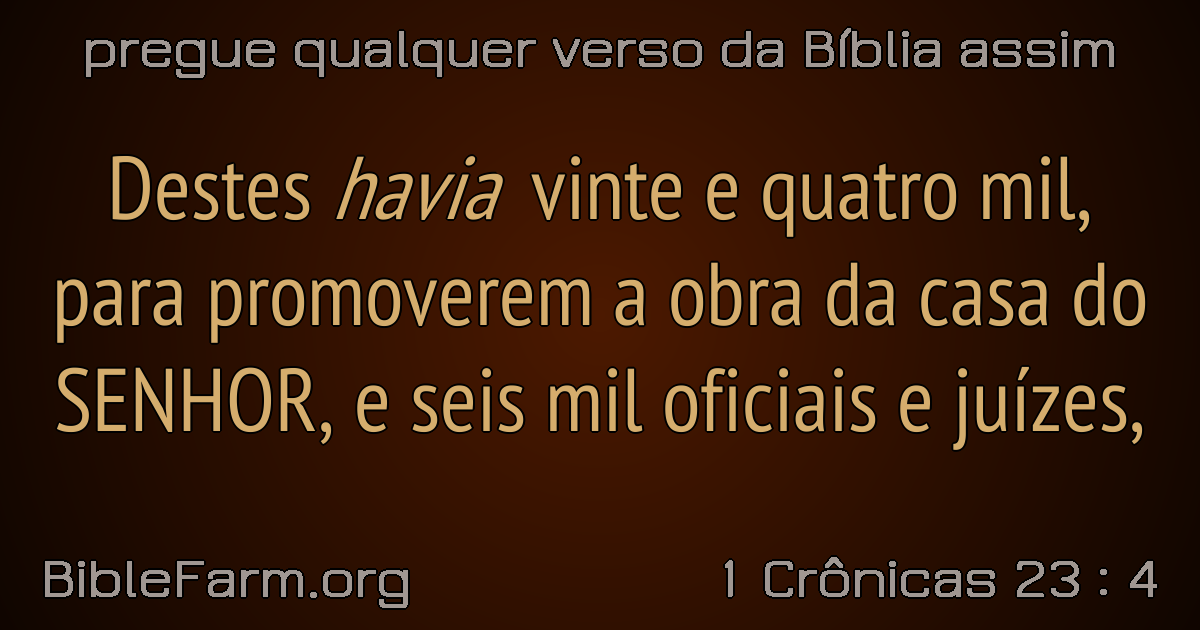 pregue qualquer verso da Bíblia assim
Destes havia vinte e quatro mil,
para promoverem a obra da casa do
SENHOR, e seis mil oficiais e juízes,
BibleFarm.org
1 Crônicas 23 : 4